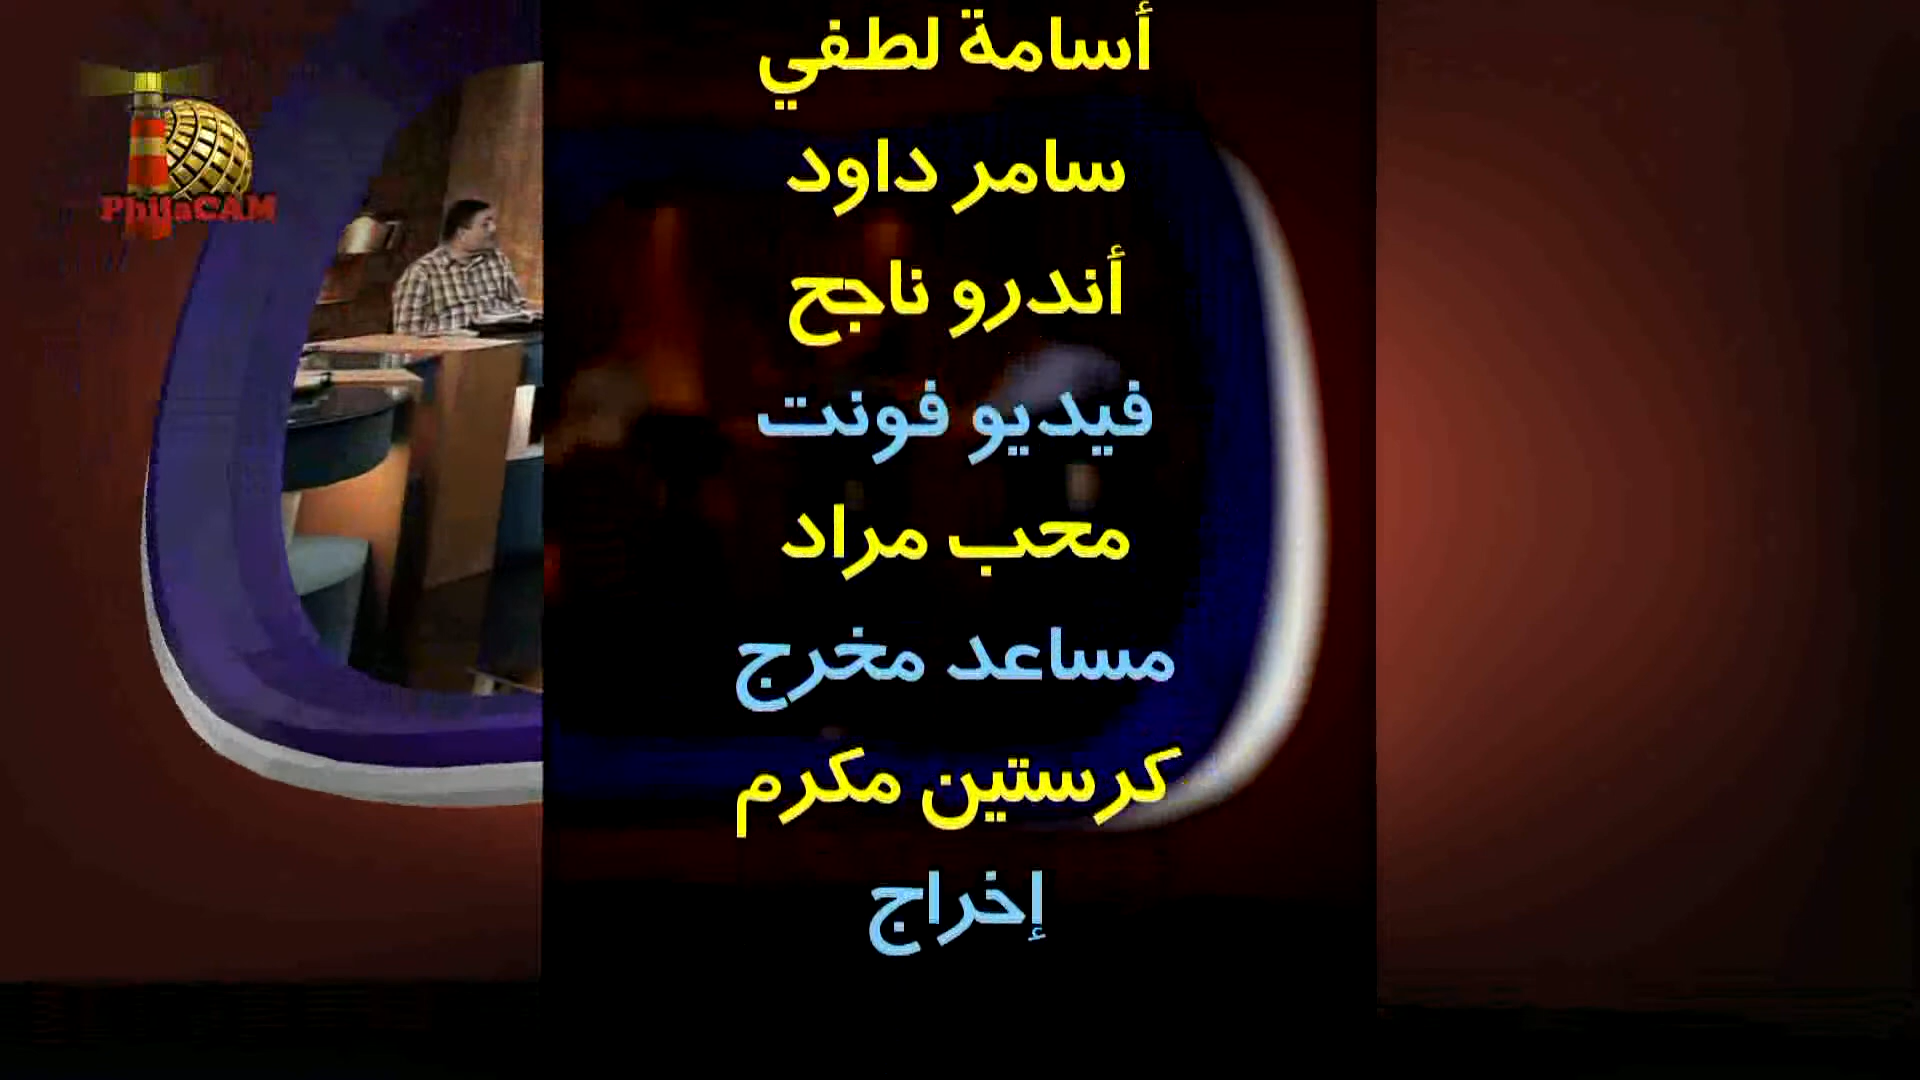 PhilaCAM
أسامة لطفي
سامر داود
أندرو ناجح
فيديو فونت
محب مراد
مساعد مخرج
كرستين مكرم
إخراج